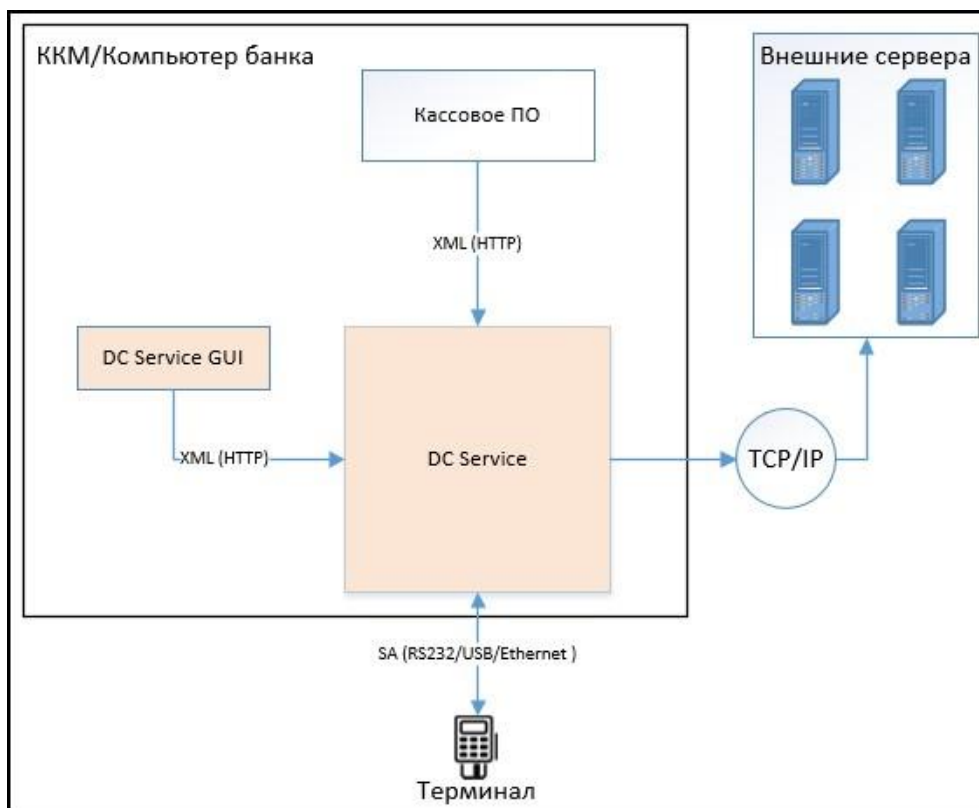 ККМ/Компьютер банка
Внешние сервера
Кассовое ПО
XML (HTTP)
DC Service GUI
XML (HTTP)
DC Service
TCP/IP
SA (RS232/USB/Ethernet )
Терминал